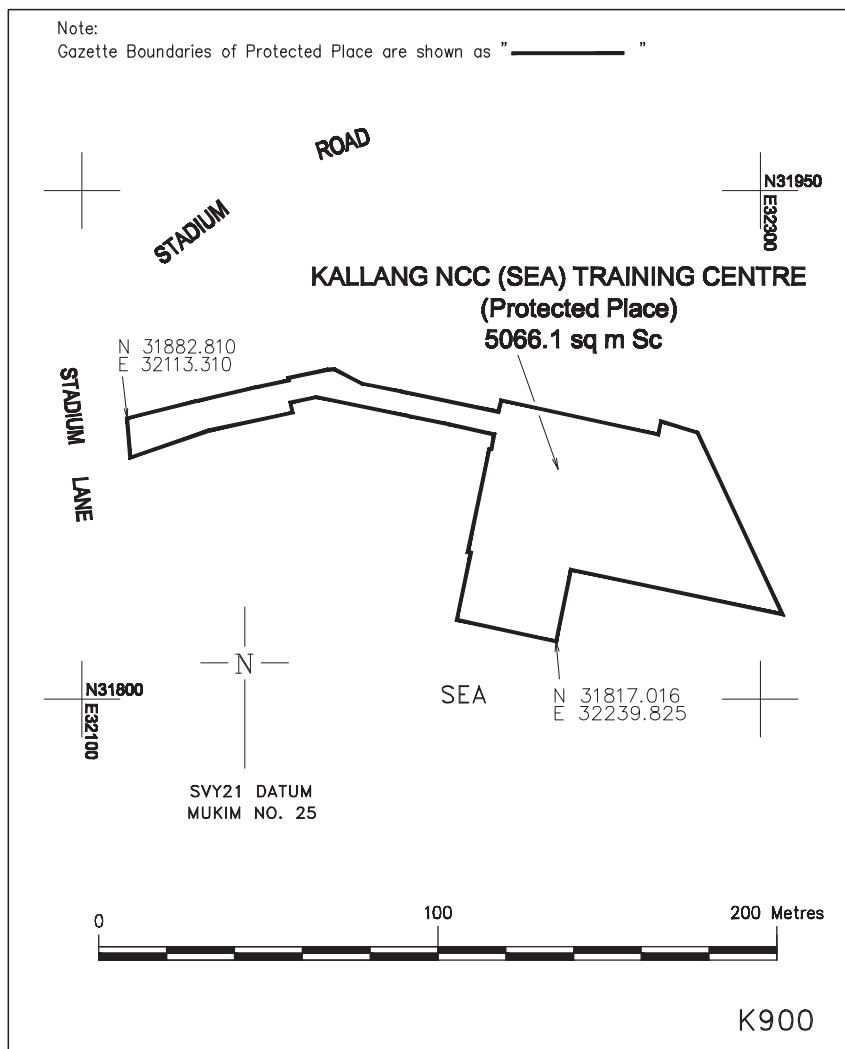 Note:
Gazette Boundaries of Protected Place are shown as " "
ROAD
STADIUM
N31950
E32300
KALLANG NCC (SEA) TRAINING CENTRE
(Protected Place)
5066.1 sq m Sc
N 31882.810
E 32113.310
STADIUM
LANE
N
N31800
E32100
SEA
N 31817.016
E 32239.825
SVY21 DATUM
MUKIM NO. 25
0 100 200 Metres
K900